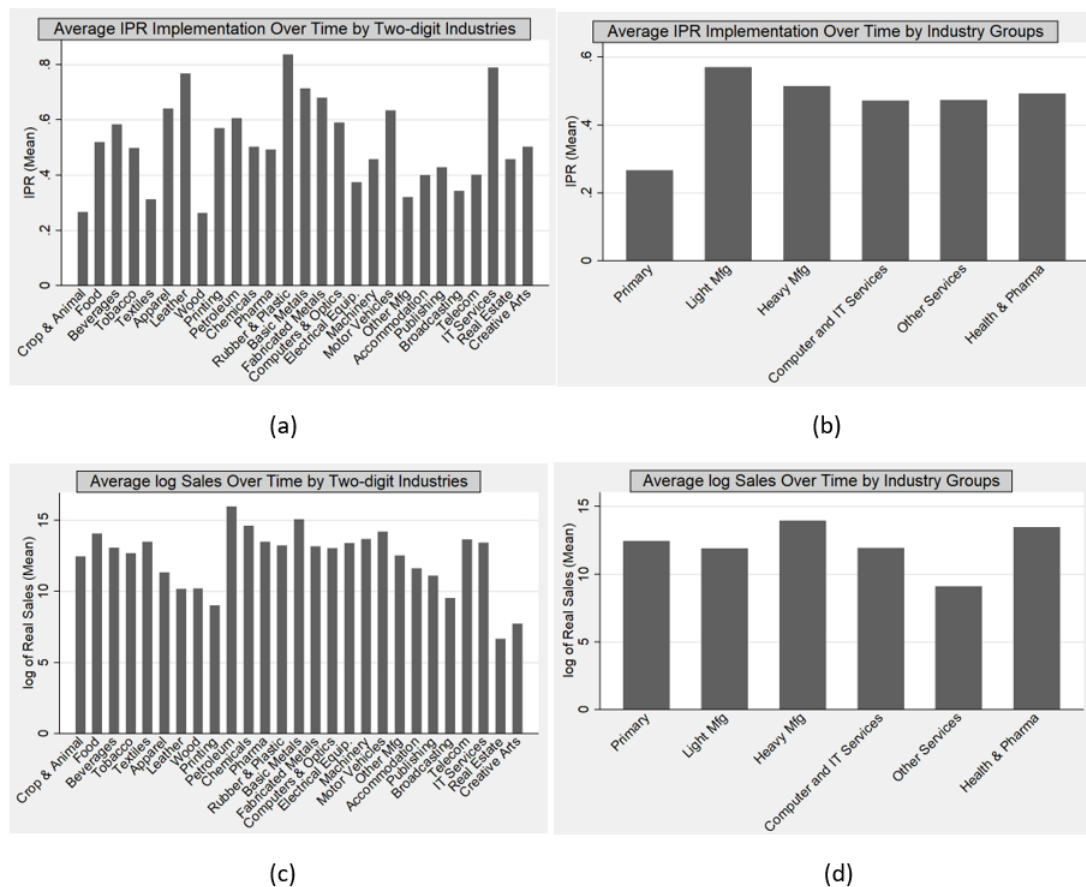 Average IPR Implementation Over Time by Two-digit Industries
IPR (Mean)
.8
.6
.4
.2
0
Crop & Animal
Food
Beverages
Tobacco
Textiles
Apparel
Leather
Wood
Printing
Petroleum
Chemicals
Pharma
Rubber & Plastic
Basic Metals
Fabricated Metals
Computers & Optics
Electrical Equip.
Machinery
Motor Vehicles
Other Mfg
Accommodation
Publishing
Broadcasting
Telecom
IT Services
Real Estate
Creative Arts
(a)
Average IPR Implementation Over Time by Industry Groups
IPR (Mean)
.6
.4
.2
0
Primary
Light Mfg
Heavy Mfg
Computer and IT Services
Other Services
Health & Pharma
(b)
Average log Sales Over Time by Two-digit Industries
log of Real Sales (Mean)
15
10
5
0
Crop & Animal
Food
Beverages
Tobacco
Textiles
Apparel
Leather
Wood
Printing
Petroleum
Chemicals
Pharma
Rubber & Plastic
Basic Metals
Fabricated Metals
Computers & Optics
Electrical Equip.
Machinery
Motor Vehicles
Other Mfg
Accommodation
Publishing
Broadcasting
Telecom
IT Services
Real Estate
Creative Arts
(c)
Average log Sales Over Time by Industry Groups
log of Real Sales (Mean)
15
10
5
0
Primary
Light Mfg
Heavy Mfg
Computer and IT Services
Other Services
Health & Pharma
(d)